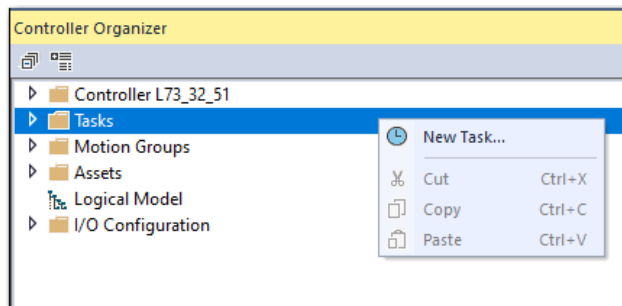 Controller Organizer
Controller L73_32_51
Tasks
Motion Groups
Assets
Logical Model
I/O Configuration
New Task...
Cut Ctrl+X
Copy Ctrl+C
Paste Ctrl+V